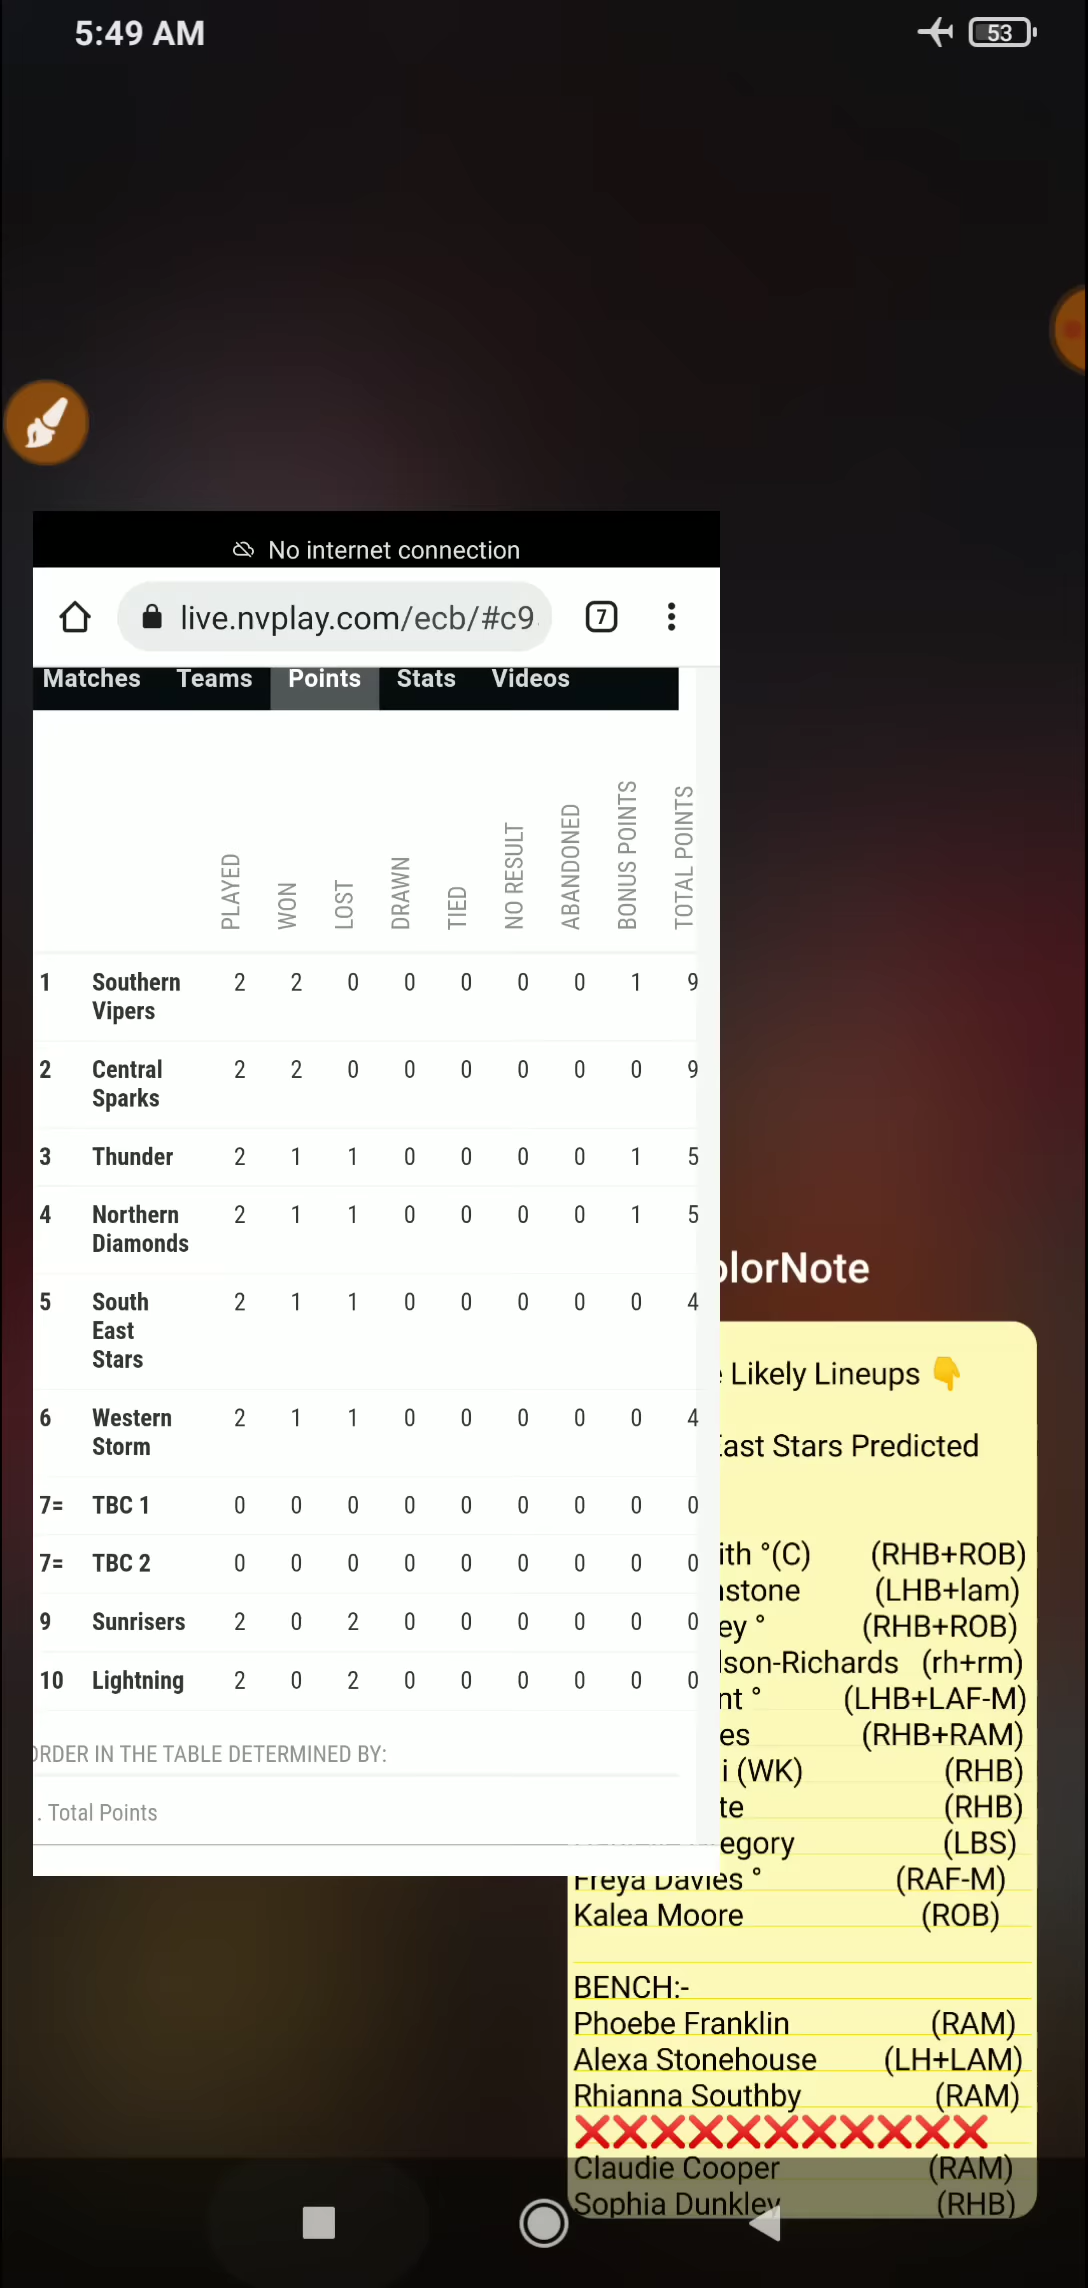 5:49 AM
53
No internet connection
live.nvplay.com/ecb/#c9
7
Matches Teams Points Stats Videos
PLAYED WON LOST DRAWN TIED NO RESULT ABANDONED BONUS POINTS TOTAL POINTS
1 Southern Vipers 2 2 0 0 0 0 0 1 9
2 Central Sparks 2 2 0 0 0 0 0 0 9
3 Thunder 2 1 1 0 0 0 0 1 5
4 Northern Diamonds 2 1 1 0 0 0 0 1 5
5 South East Stars 2 1 1 0 0 0 0 0 4
6 Western Storm 2 1 1 0 0 0 0 0 4
7= TBC 1 0 0 0 0 0 0 0 0 0
7= TBC 2 0 0 0 0 0 0 0 0 0
9 Sunrisers 2 0 2 0 0 0 0 0 0
10 Lightning 2 0 2 0 0 0 0 0 0
ORDER IN THE TABLE DETERMINED BY:
. Total Points
olorNote
Likely Lineups 👇
East Stars Predicted
ith °(C) (RHB+ROB)
nstone (LHB+lam)
ey ° (RHB+ROB)
lson-Richards (rh+rm)
nt ° (LHB+LAF-M)
es (RHB+RAM)
i (WK) (RHB)
te (RHB)
egory (LBS)
Freya Davies ° (RAF-M)
Kalea Moore (ROB)
BENCH:-
Phoebe Franklin (RAM)
Alexa Stonehouse (LH+LAM)
Rhianna Southby (RAM)
❌❌❌❌❌❌❌❌❌❌❌
Claudie Cooper (RAM)
Sophia Dunkley (RHB)